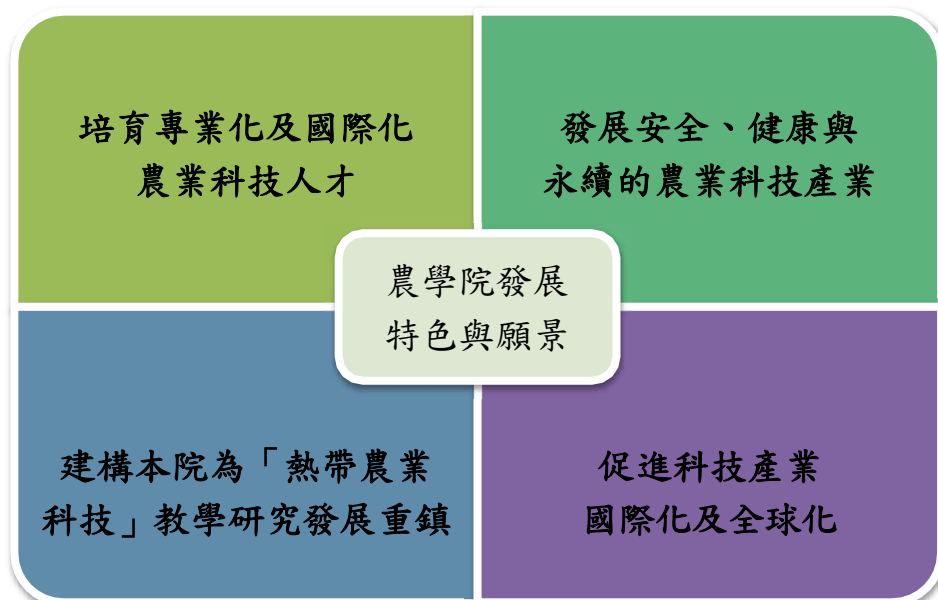 培育專業化及國際化
農業科技人才
發展安全、健康與
永續的農業科技產業
農學院發展
特色與願景
建構本院為「熱帶農業
科技」教學研究發展重鎮
促進科技產業
國際化及全球化